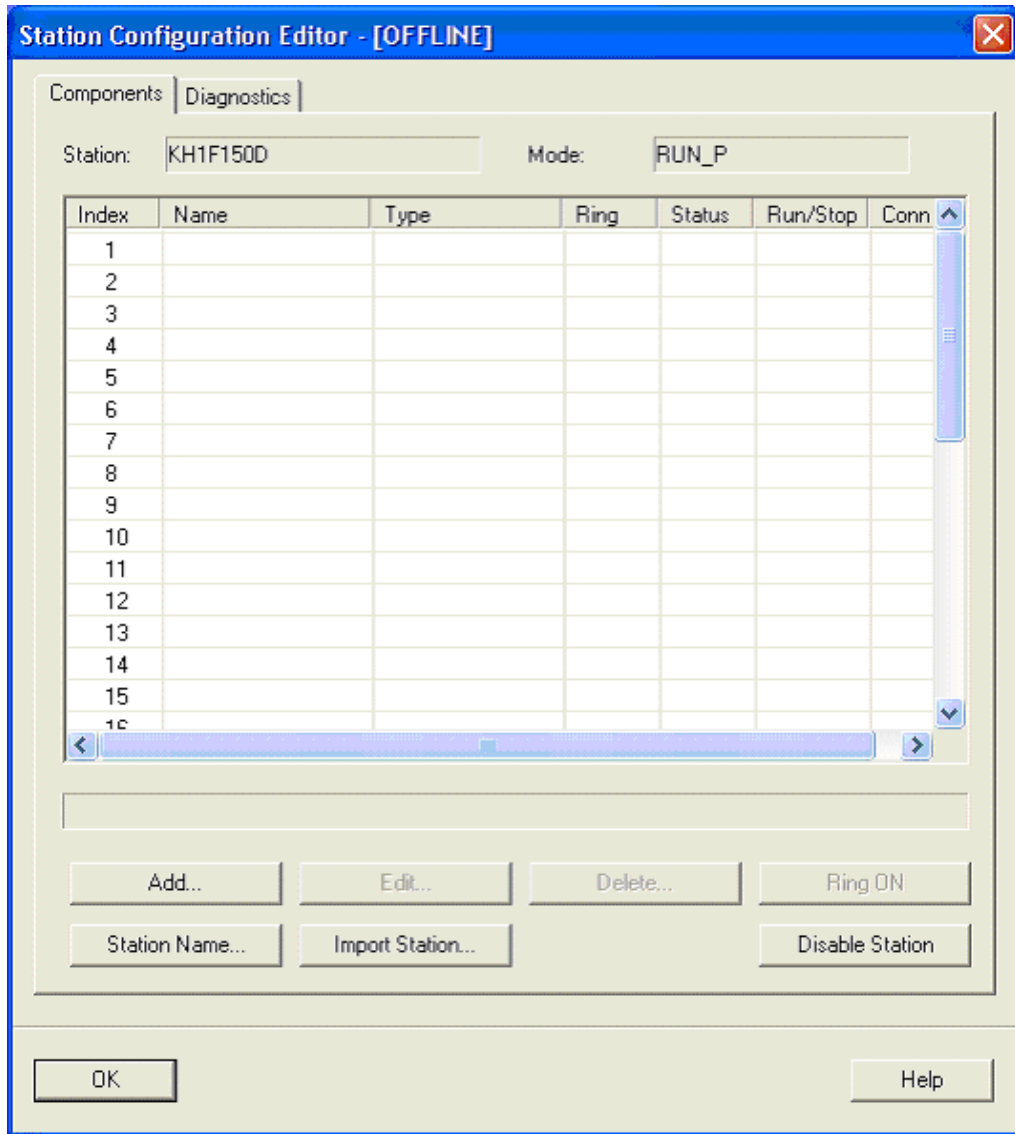 Station Configuration Editor - [OFFLINE]
Components Diagnostics
Station: KH1F150D Mode: RUN_P
Index Name Type Ring Status Run/Stop Conn
1
2
3
4
5
6
7
8
9
10
11
12
13
14
15
16
Add... Edit... Delete... Ring ON
Station Name... Import Station... Disable Station
OK Help